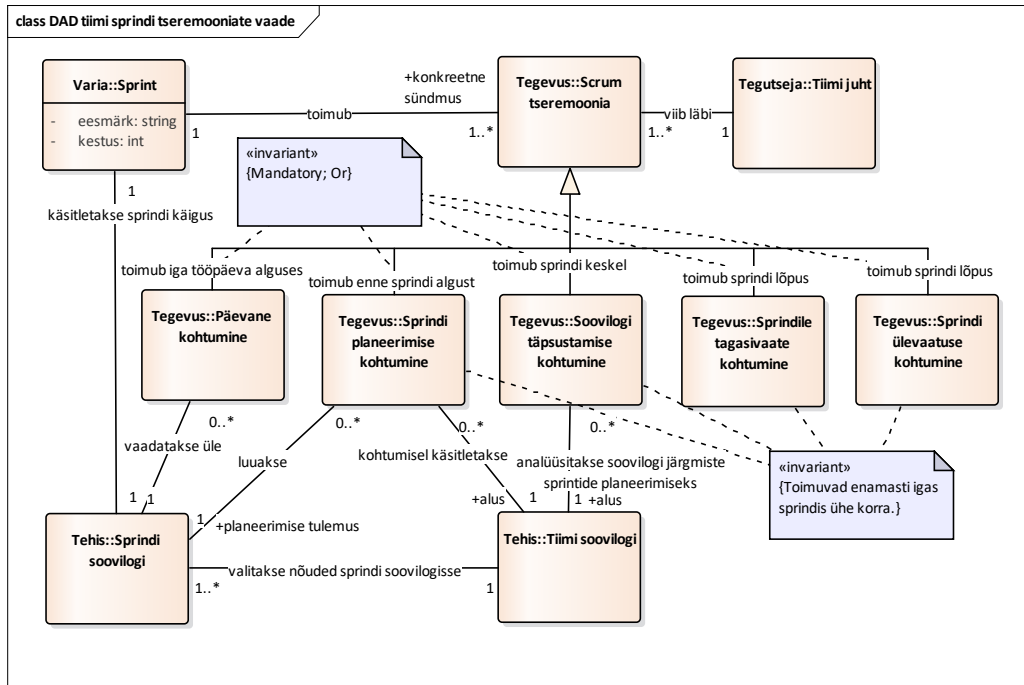 class DAD tiimi sprindi tseremooniate vaade
Varia::Sprint
- eesmärk: string
- kestus: int
+konkreetne
sündmus
toimub
1
1..*
Tegevus::Scrum
tseremoonia
viib läbi
1..*
1
Tegutseja::Tiimi juht
«invariant»
{Mandatory; Or}
1
käsitletakse sprindi käigus
toimub iga tööpäeva alguses
toimub enne sprindi algust
toimub sprindi keskel
toimub sprindi lõpus
toimub sprindi lõpus
Tegevus::Päevane
kohtumine
Tegevus::Sprindi
planeerimise
kohtumine
Tegevus::Soovilogi
täpsustamise
kohtumine
Tegevus::Sprindile
tagasivaate
kohtumine
Tegevus::Sprindi
ülevaatuse
kohtumine
0..*
0..*
0..*
0..*
vaadatakse üle
luuakse
kohtumisel käsitletakse
analüüsitakse soovilogi järgmiste
sprintide planeerimiseks
«invariant»
{Toimuvad enamasti igas
sprindis ühe korra.}
1
1
1
+planeerimise tulemus
+alus
1
1
+alus
Tehis::Sprindi
soovilogi
Tehis::Tiimi soovilogi
valitakse nõuded sprindi soovilogisse
1..*
1